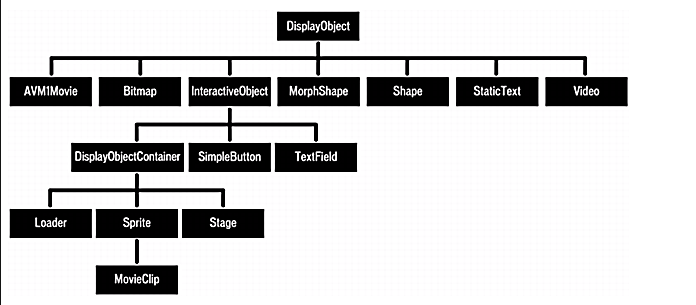 DisplayObject
AVM1Movie Bitmap InteractiveObject MorphShape Shape StaticText Video
DisplayObjectContainer SimpleButton TextField
Loader Sprite Stage
MovieClip